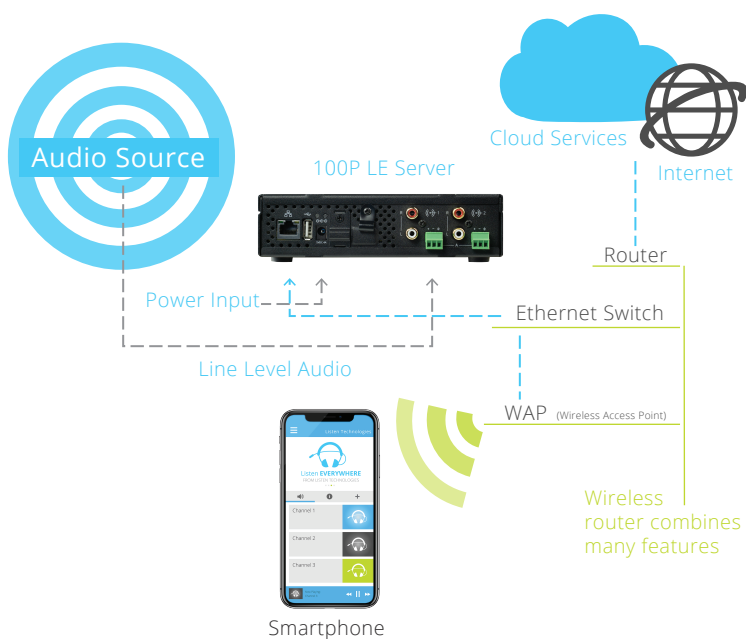 Audio Source
100P LE Server
Cloud Services
Internet
Router
Power Input
Ethernet Switch
Line Level Audio
WAP (Wireless Access Point)
Listen Technologies
Listen EVERYWHERE
FROM LISTEN TECHNOLOGIES
Channel 1
Channel 2
Channel 3
Wireless
router combines
many features
Smartphone